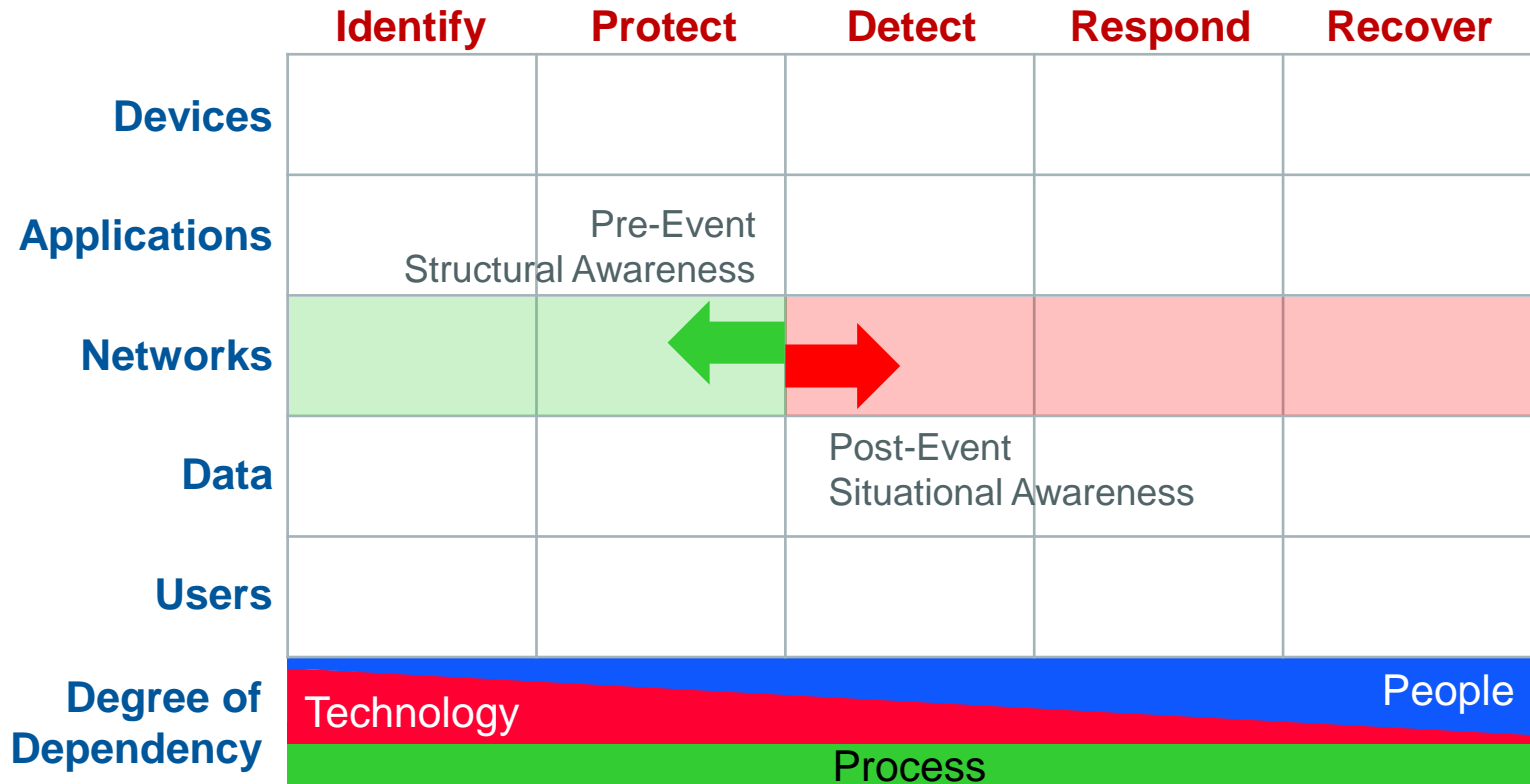 Identify Protect Detect Respond Recover
Devices
Applications
Pre-Event
Structural Awareness
Networks
Data
Post-Event
Situational Awareness
Users
Degree of
Dependency
Technology
People
Process